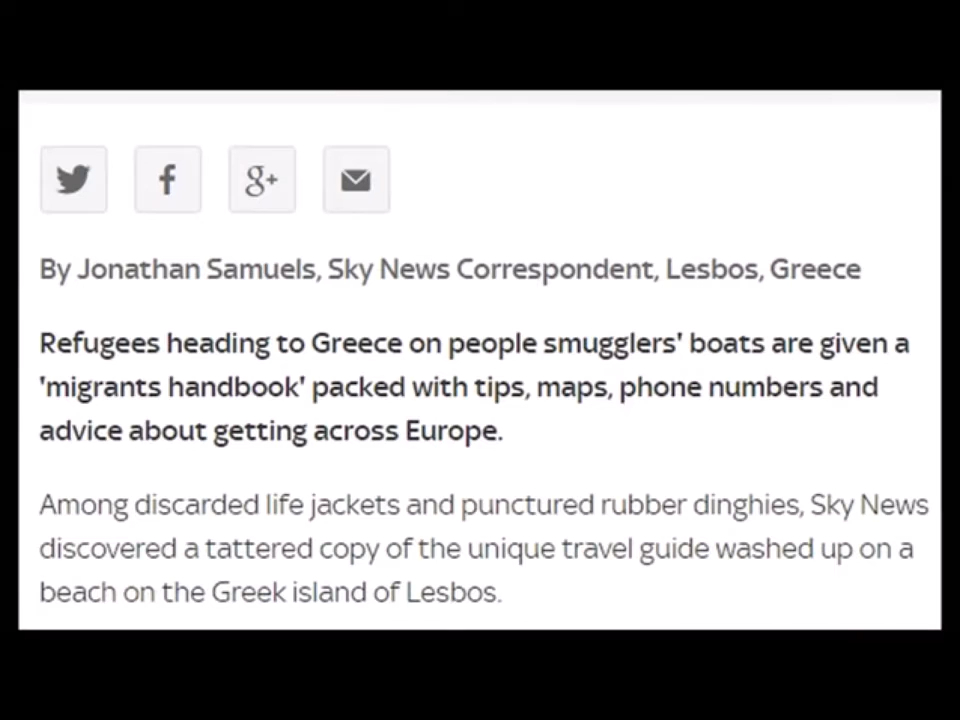 By Jonathan Samuels, Sky News Correspondent, Lesbos, Greece
Refugees heading to Greece on people smugglers' boats are given a
'migrants handbook' packed with tips, maps, phone numbers and
advice about getting across Europe.
Among discarded life jackets and punctured rubber dinghies, Sky News
discovered a tattered copy of the unique travel guide washed up on a
beach on the Greek island of Lesbos.